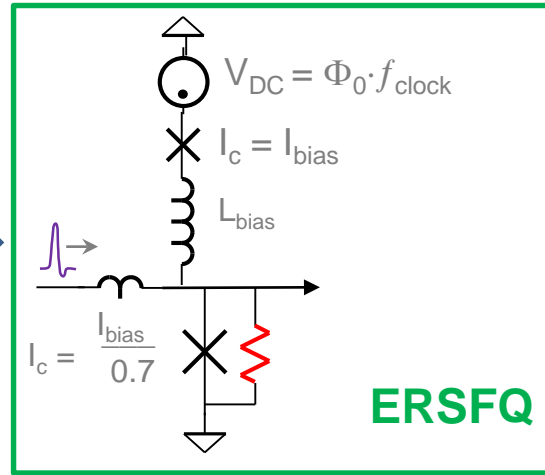 V_DC = Φ₀·f_clock
I_c = I_bias
L_bias
I_c = I_bias / 0.7
ERSFQ